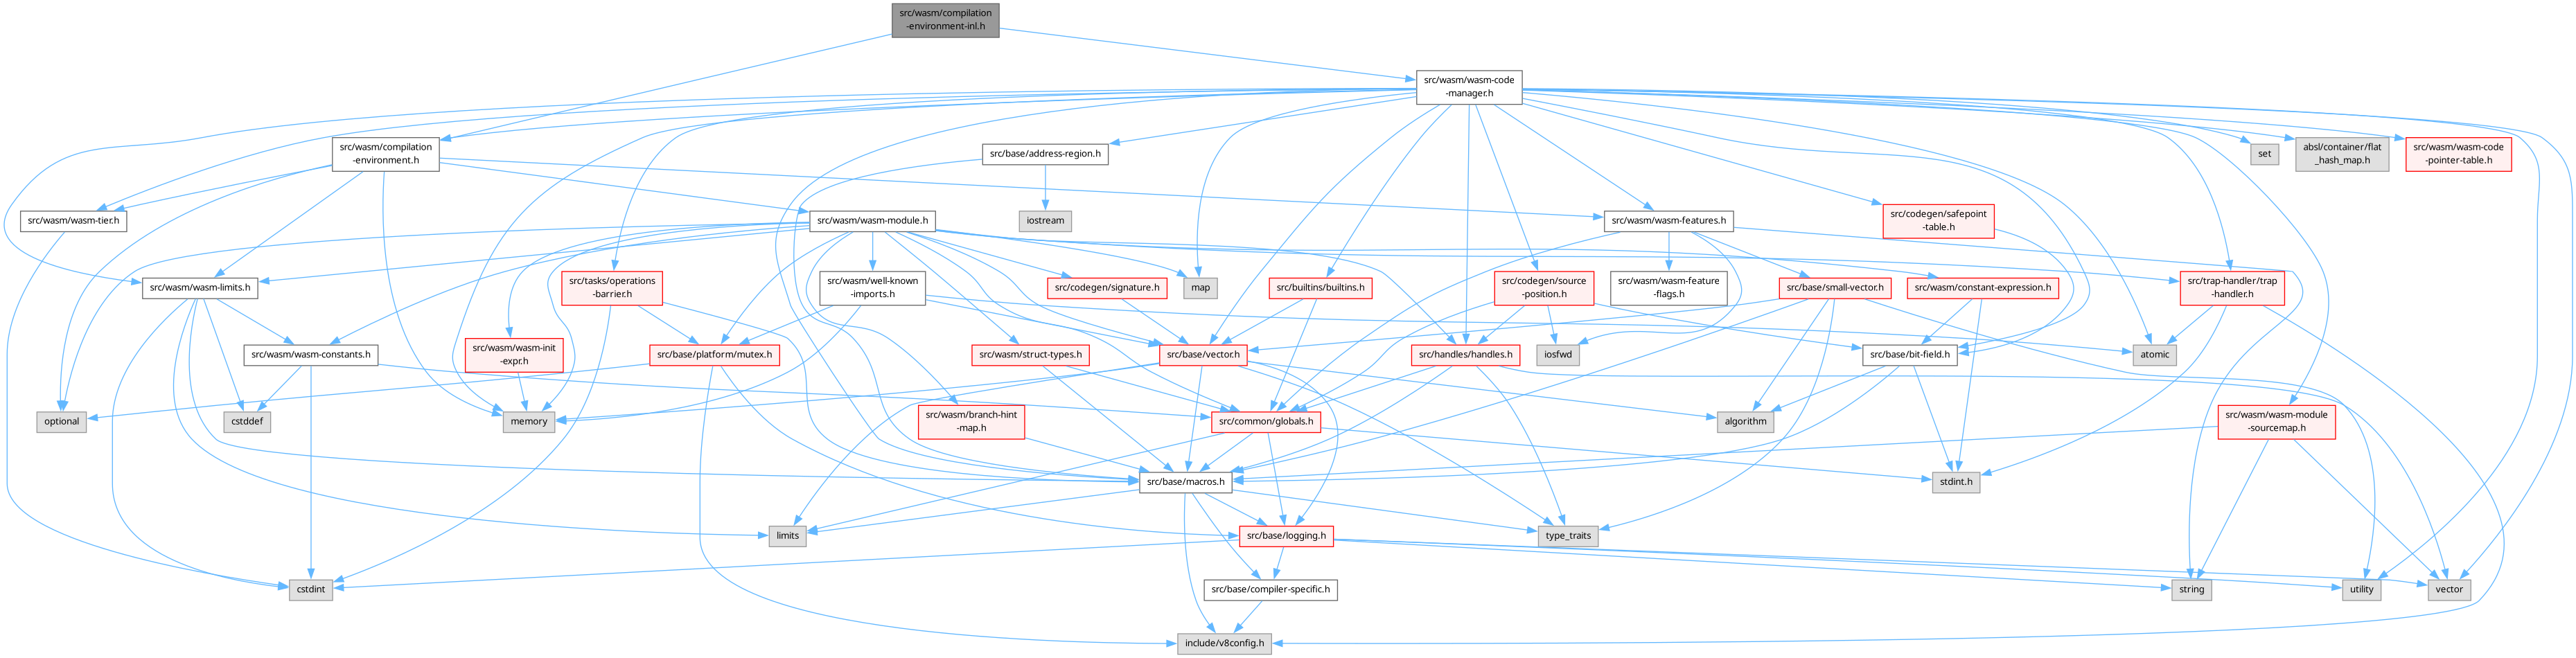 src/wasm/compilation
-environment-inl.h
src/wasm/wasm-code
-manager.h
src/wasm/compilation
-environment.h
src/base/address-region.h
set
absl/container/flat
_hash_map.h
src/wasm/wasm-code
-pointer-table.h
src/wasm/wasm-tier.h
src/wasm/wasm-module.h
iostream
src/wasm/wasm-features.h
src/codegen/safepoint
-table.h
src/wasm/wasm-limits.h
src/tasks/operations
-barrier.h
src/wasm/well-known
-imports.h
src/codegen/signature.h
map
src/builtins/builtins.h
src/codegen/source
-position.h
src/wasm/wasm-feature
-flags.h
src/base/small-vector.h
src/wasm/constant-expression.h
src/trap-handler/trap
-handler.h
src/wasm/wasm-constants.h
src/wasm/wasm-init
-expr.h
src/base/platform/mutex.h
src/wasm/struct-types.h
src/base/vector.h
src/handles/handles.h
iosfwd
src/base/bit-field.h
atomic
optional
cstddef
memory
src/wasm/branch-hint
-map.h
src/common/globals.h
algorithm
src/wasm/wasm-module
-sourcemap.h
src/base/macros.h
stdint.h
limits
src/base/logging.h
type_traits
cstdint
src/base/compiler-specific.h
string
utility
vector
include/v8config.h